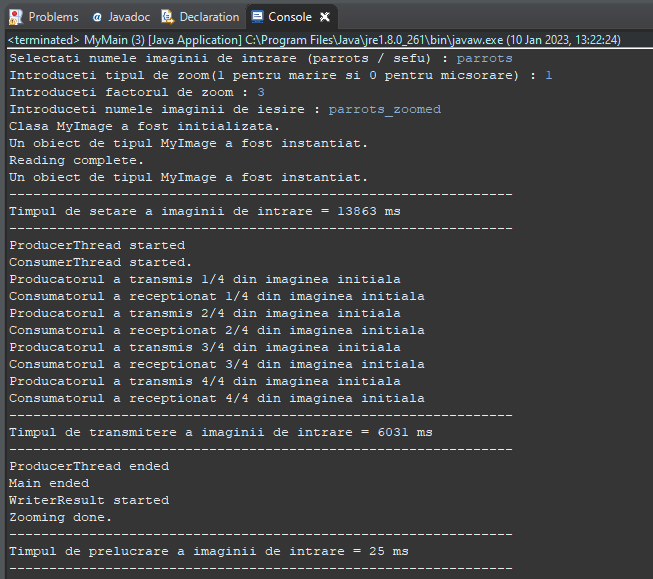 Problems Javadoc Declaration Console
<terminated> MyMain (3) [Java Application] C:\Program Files\Java\jre1.8.0_261\bin\javaw.exe (10 Jan 2023, 13:22:24)
Selectati numele imaginii de intrare (parrots / sefu) : parrots
Introduceti tipul de zoom(1 pentru marire si 0 pentru micsorare) : 1
Introduceti factorul de zoom : 3
Introduceti numele imaginii de iesire : parrots_zoomed
Clasa MyImage a fost initializata.
Un obiect de tipul MyImage a fost instantiat.
Reading complete.
Un obiect de tipul MyImage a fost instantiat.
--------------------------------------------------------------
Timpul de setare a imaginii de intrare = 13863 ms
--------------------------------------------------------------
ProducerThread started
ConsumerThread started.
Producatorul a transmis 1/4 din imaginea initiala
Consumatorul a receptionat 1/4 din imaginea initiala
Producatorul a transmis 2/4 din imaginea initiala
Consumatorul a receptionat 2/4 din imaginea initiala
Producatorul a transmis 3/4 din imaginea initiala
Consumatorul a receptionat 3/4 din imaginea initiala
Producatorul a transmis 4/4 din imaginea initiala
Consumatorul a receptionat 4/4 din imaginea initiala
--------------------------------------------------------------
Timpul de transmitere a imaginii de intrare = 6031 ms
--------------------------------------------------------------
ProducerThread ended
Main ended
WriterResult started
Zooming done.
--------------------------------------------------------------
Timpul de prelucrare a imaginii de intrare = 25 ms
--------------------------------------------------------------